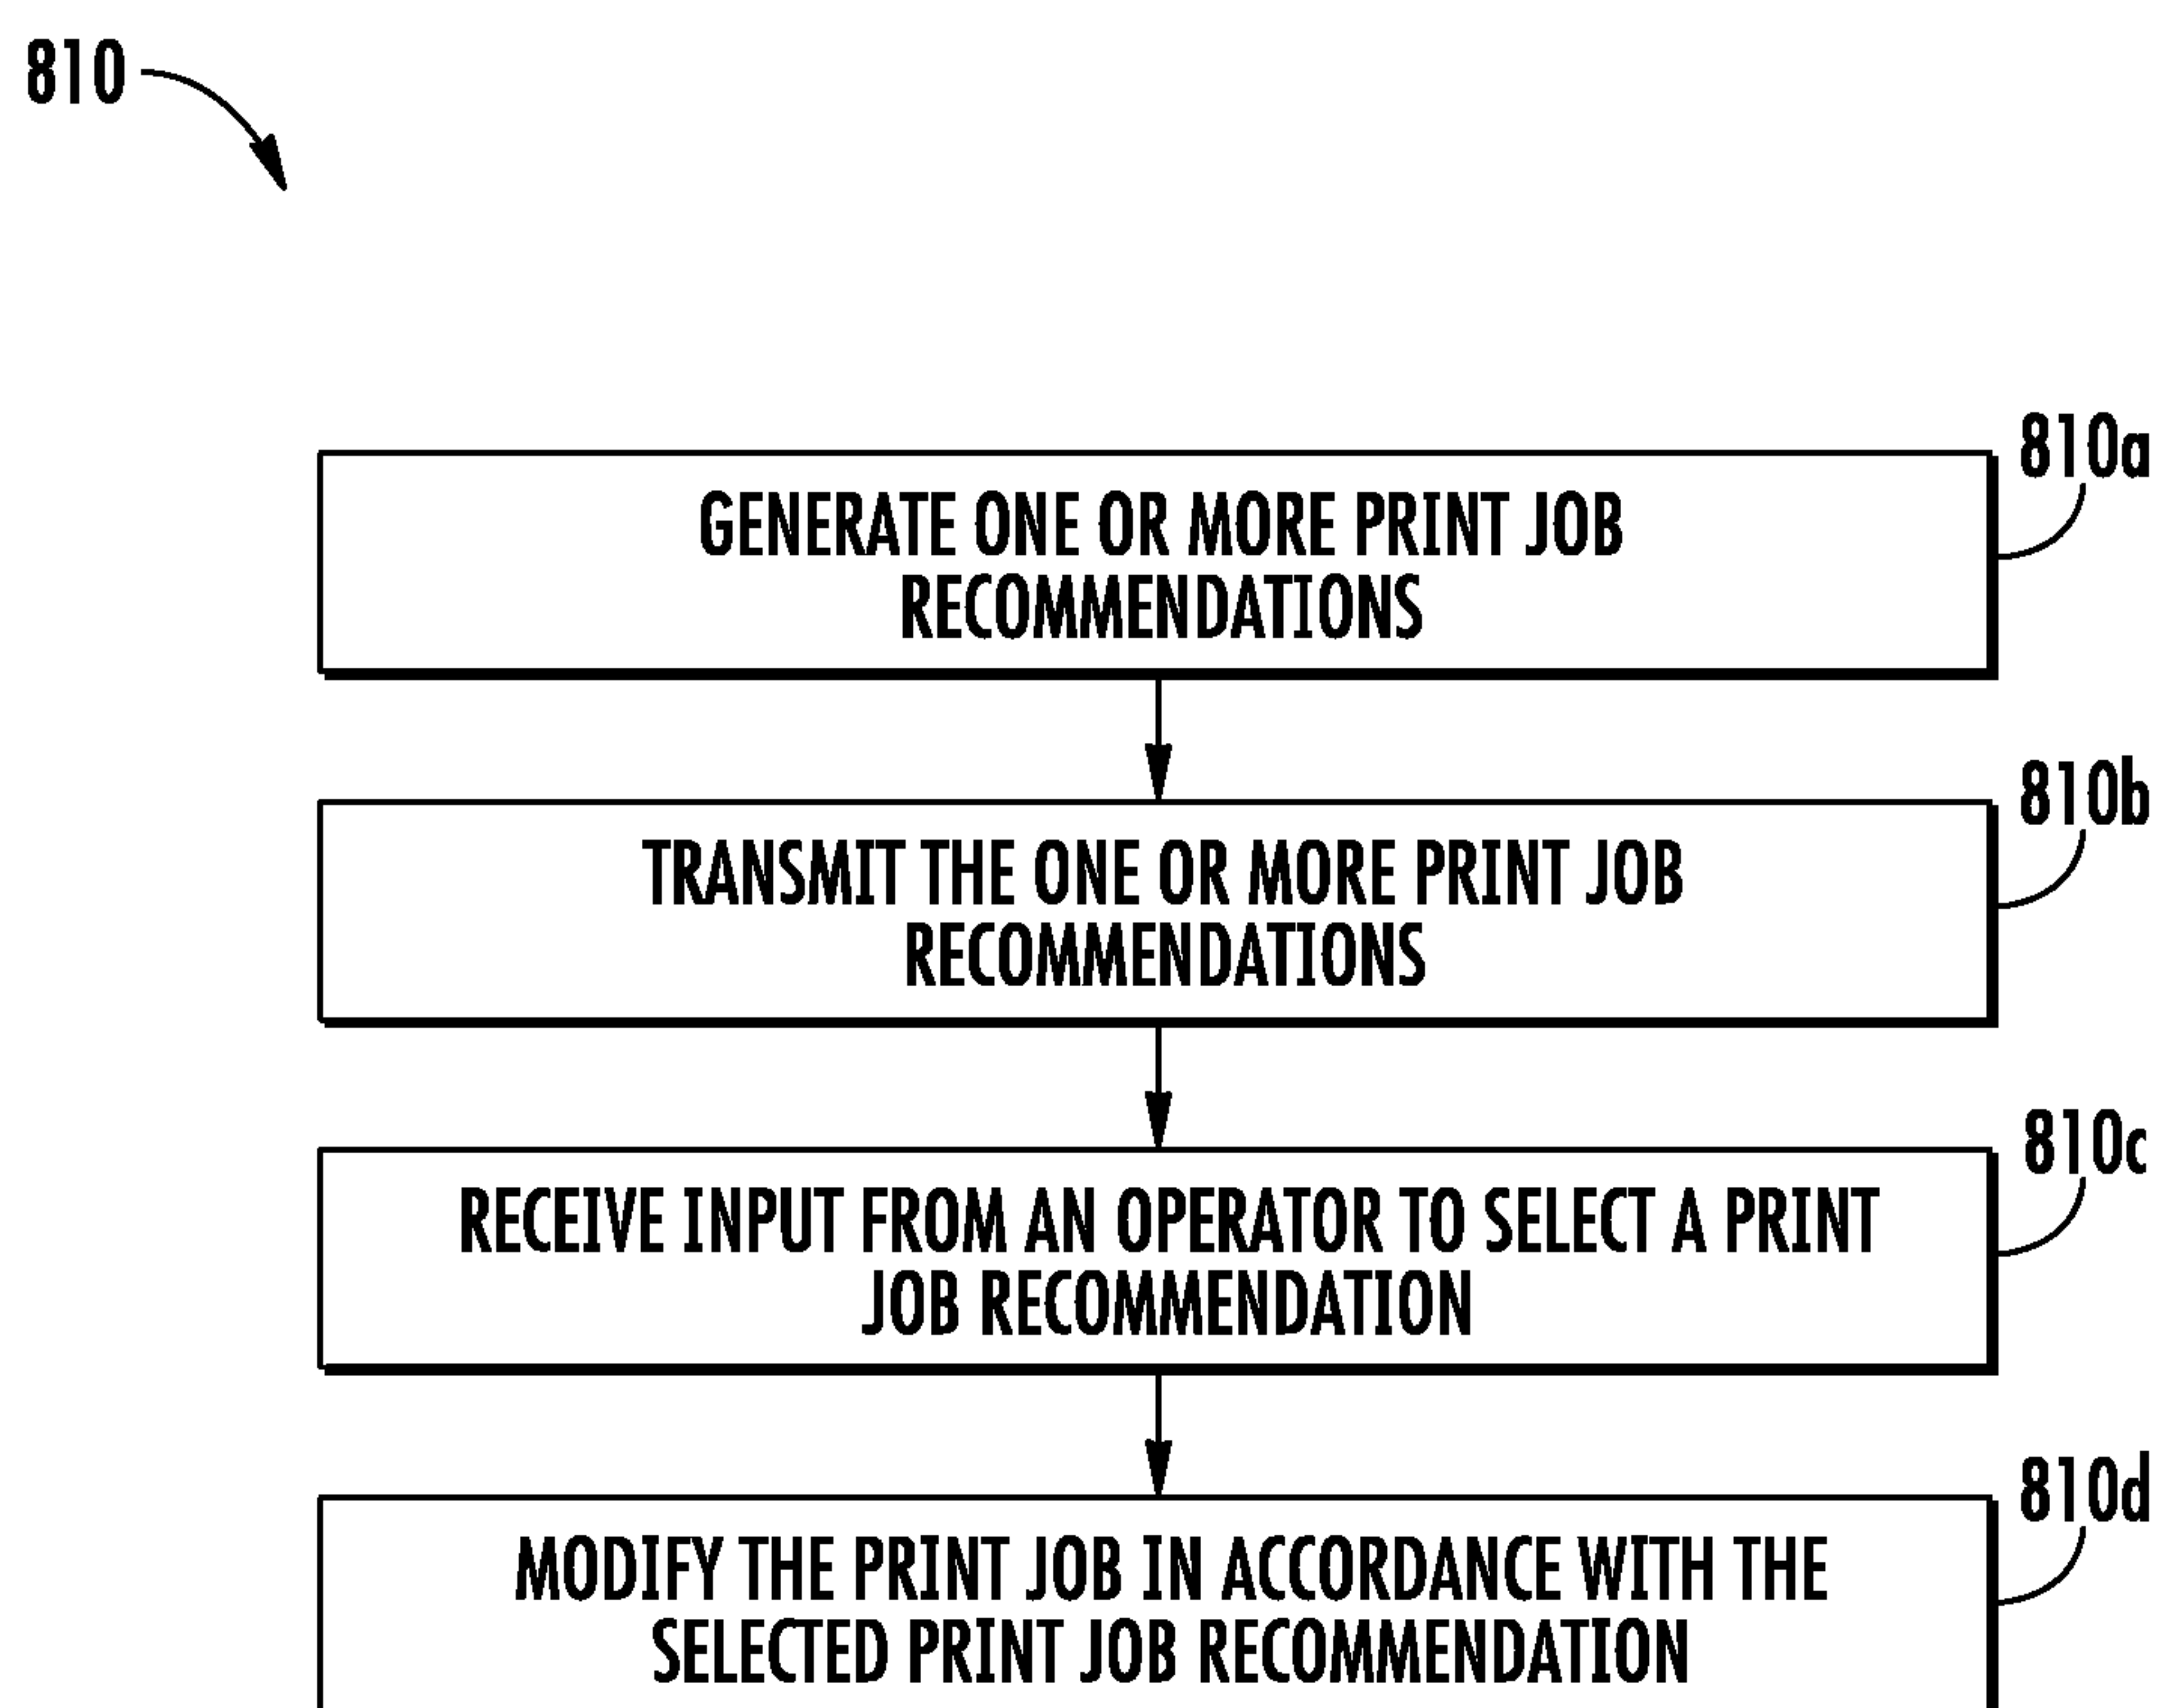 810
810a
GENERATE ONE OR MORE PRINT JOB
RECOMMENDATIONS
810b
TRANSMIT THE ONE OR MORE PRINT JOB
RECOMMENDATIONS
810c
RECEIVE INPUT FROM AN OPERATOR TO SELECT A PRINT
JOB RECOMMENDATION
810d
MODIFY THE PRINT JOB IN ACCORDANCE WITH THE
SELECTED PRINT JOB RECOMMENDATION